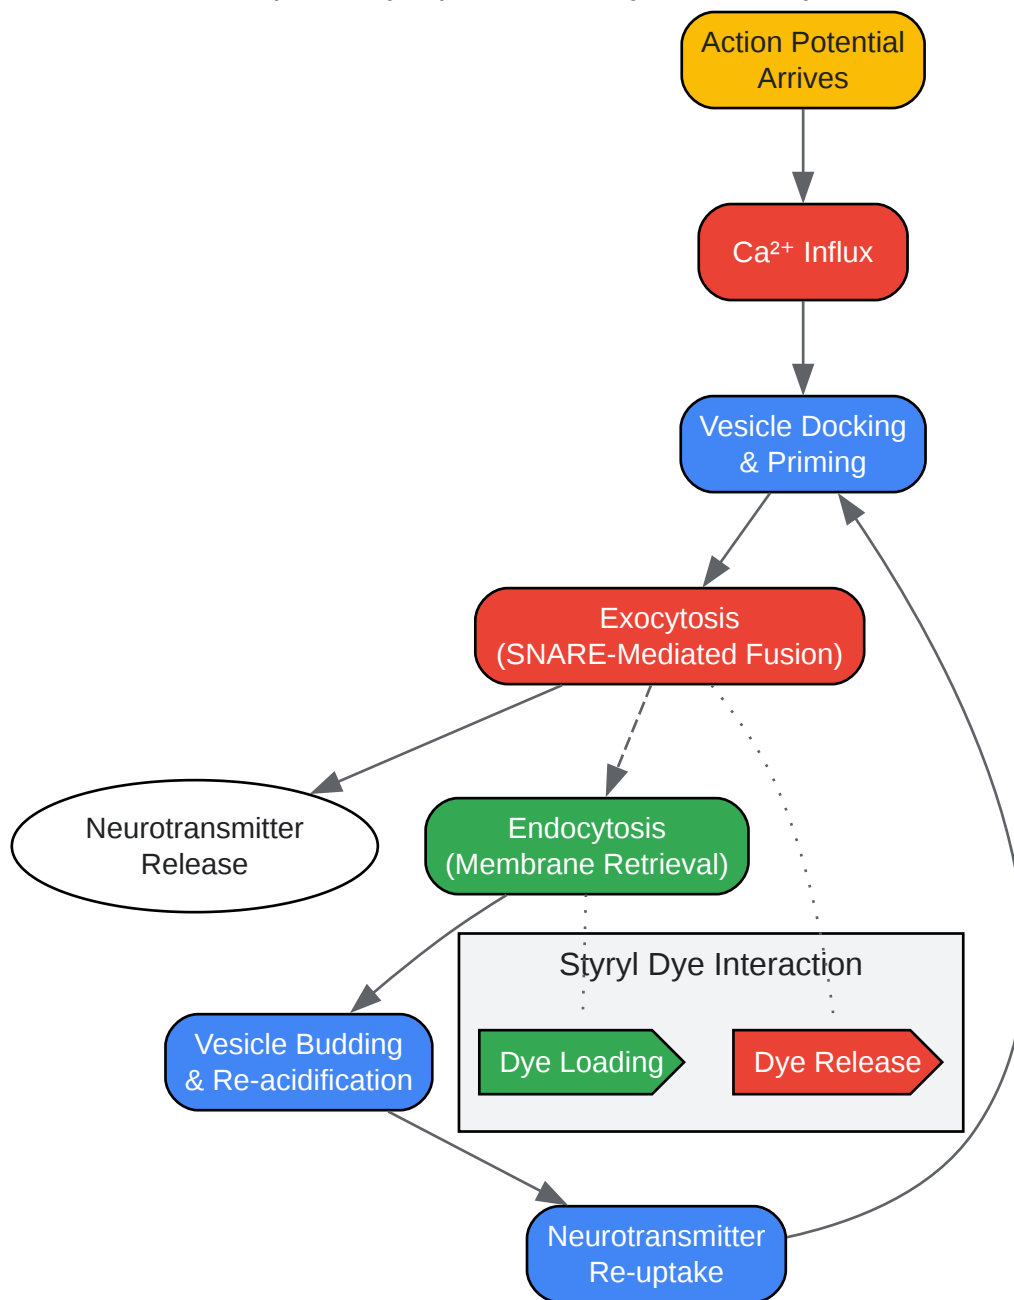 Action Potential
Arrives
Ca²⁺ Influx
Vesicle Docking
& Priming
Exocytosis
(SNARE-Mediated Fusion)
Neurotransmitter
Release
Endocytosis
(Membrane Retrieval)
Styryl Dye Interaction
Vesicle Budding
& Re-acidification
Dye Loading
Dye Release
Neurotransmitter
Re-uptake